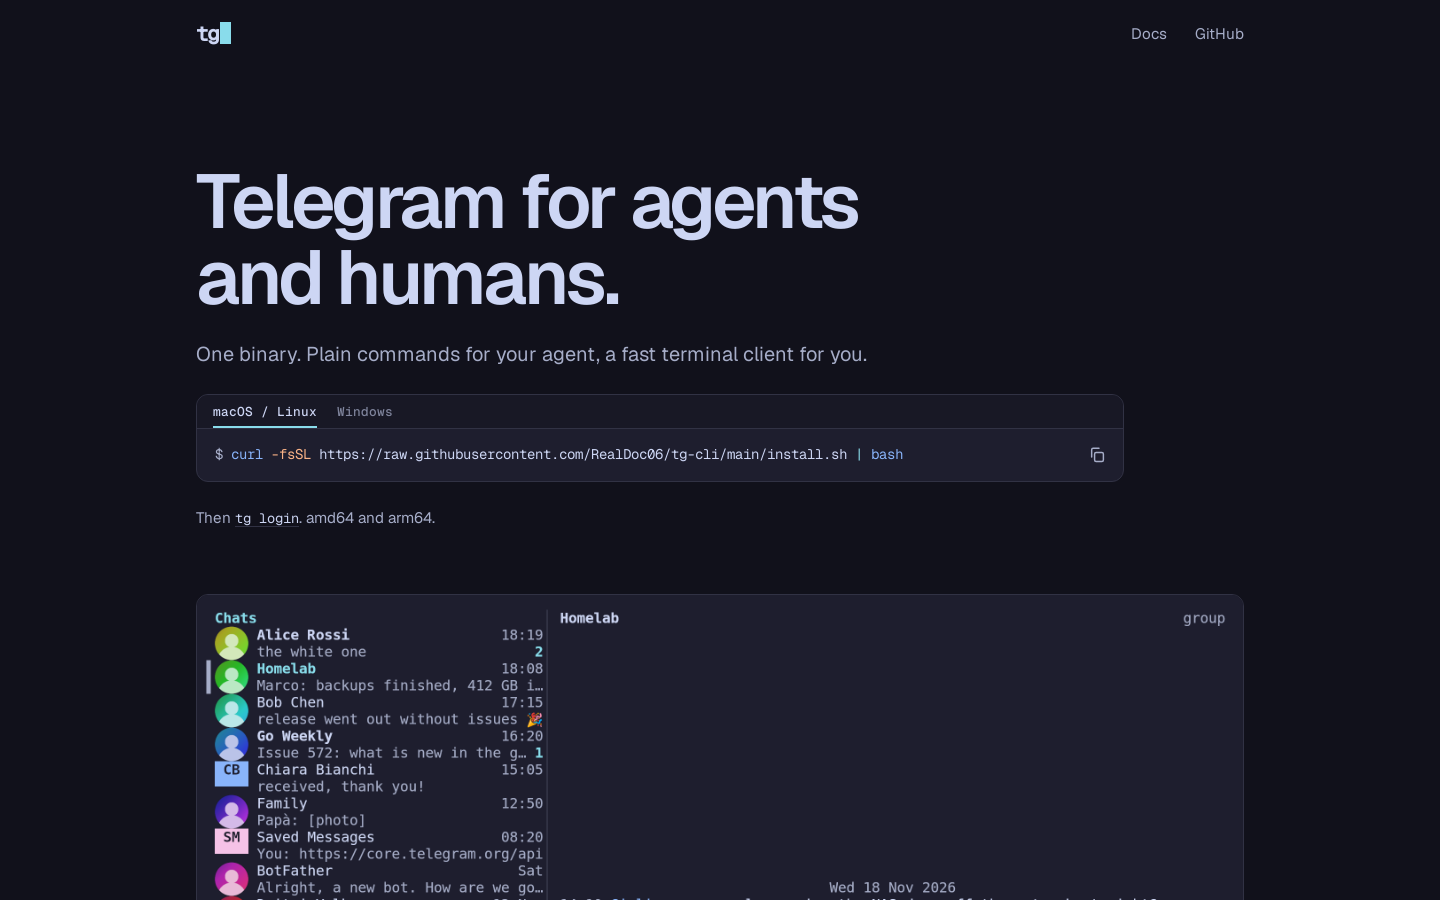 tg
Docs
GitHub
Telegram for agents
and humans.
One binary. Plain commands for your agent, a fast terminal client for you.
macOS / Linux
Windows
$ curl -fsSL https://raw.githubusercontent.com/RealDoc06/tg-cli/main/install.sh | bash
Then tg login. amd64 and arm64.
Chats
Alice Rossi 18:19
the white one 2
Homelab 18:08
Marco: backups finished, 412 GB i…
Bob Chen 17:15
release went out without issues 🎉
Go Weekly 16:20
Issue 572: what is new in the g… 1
CB Chiara Bianchi 15:05
received, thank you!
Family 12:50
Papà: [photo]
SM Saved Messages 08:20
You: https://core.telegram.org/api
BotFather Sat
Alright, a new bot. How are we go…
Homelab
group
Wed 18 Nov 2026